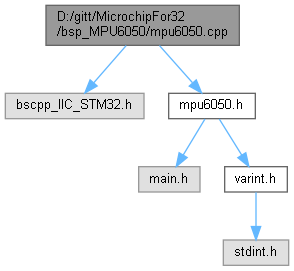 D:/gitt/MicrochipFor32
/bsp_MPU6050/mpu6050.cpp
bscpp_IIC_STM32.h
mpu6050.h
main.h
varint.h
stdint.h